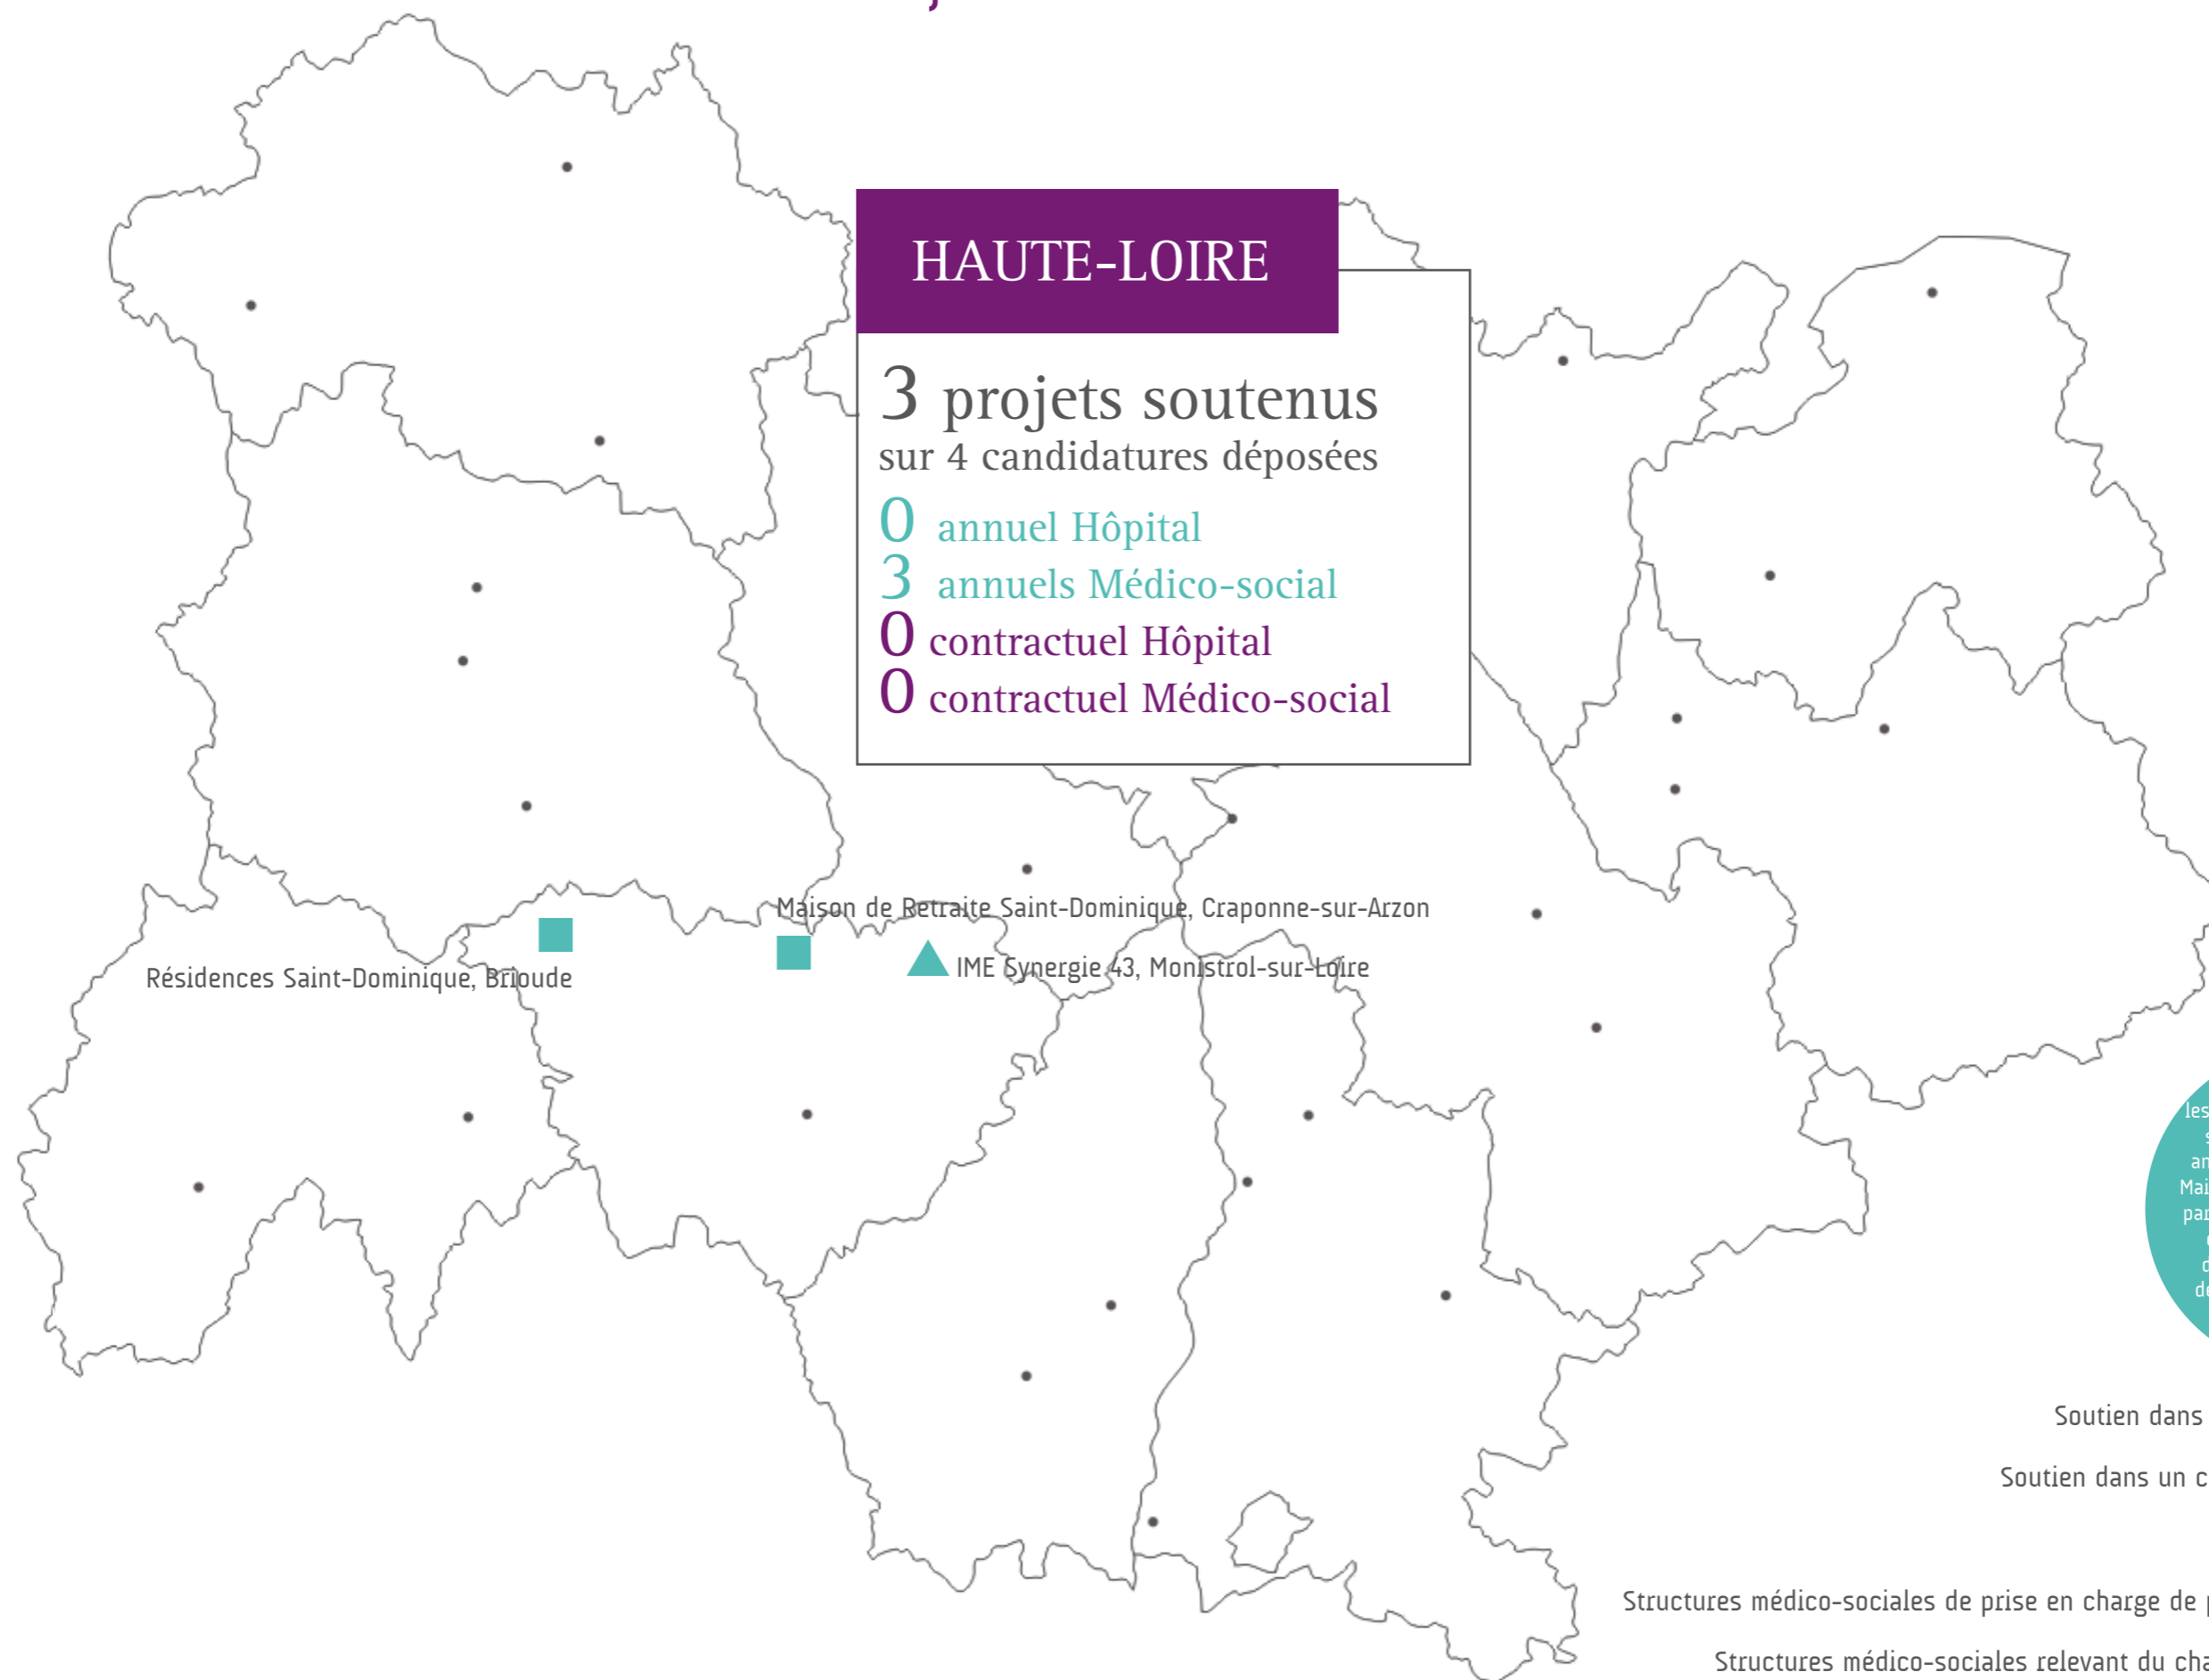 HAUTE-LOIRE
3 projets soutenus
sur 4 candidatures déposées
0 annuel Hôpital
3 annuels Médico-social
0 contractuel Hôpital
0 contractuel Médico-social
Maison de Retraite Saint-Dominique, Craponne-sur-Arzon
IME Synergie 43, Monistrol-sur-Loire
Résidences Saint-Dominique, Brioude
les
Soutien dans
Soutien dans un
Structures médico-sociales de prise en charge de
Structures médico-sociales relevant du